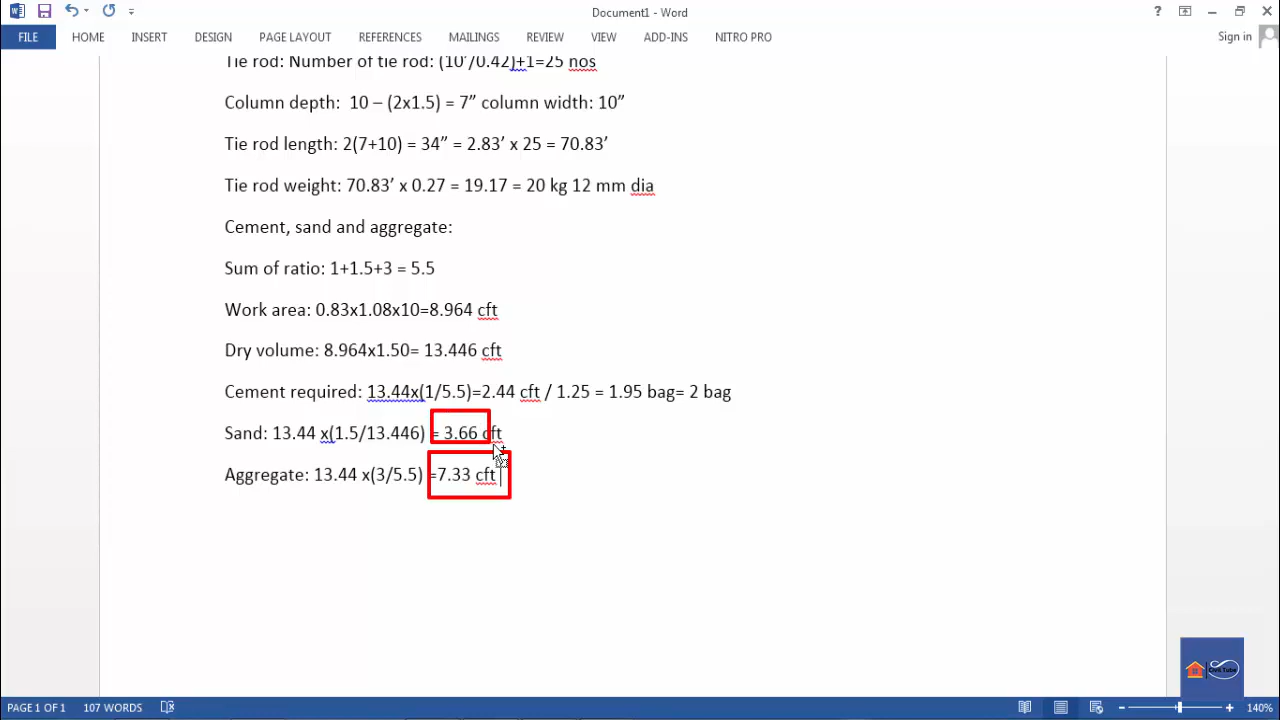 Document1 - Word
Sign in
FILE HOME INSERT DESIGN PAGE LAYOUT REFERENCES MAILINGS REVIEW VIEW ADD-INS NITRO PRO
Tie rod: Number of tie rod: (10’/0.42)+1=25 nos
Column depth:  10 – (2x1.5) = 7” column width: 10”
Tie rod length: 2(7+10) = 34” = 2.83’ x 25 = 70.83’
Tie rod weight: 70.83’ x 0.27 = 19.17 = 20 kg 12 mm dia
Cement, sand and aggregate:
Sum of ratio: 1+1.5+3 = 5.5
Work area: 0.83x1.08x10=8.964 cft
Dry volume: 8.964x1.50= 13.446 cft
Cement required: 13.44x(1/5.5)=2.44 cft / 1.25 = 1.95 bag= 2 bag
Sand: 13.44 x(1.5/13.446) = 3.66 cft
Aggregate: 13.44 x(3/5.5) =7.33 cft
PAGE 1 OF 1 107 WORDS 140%